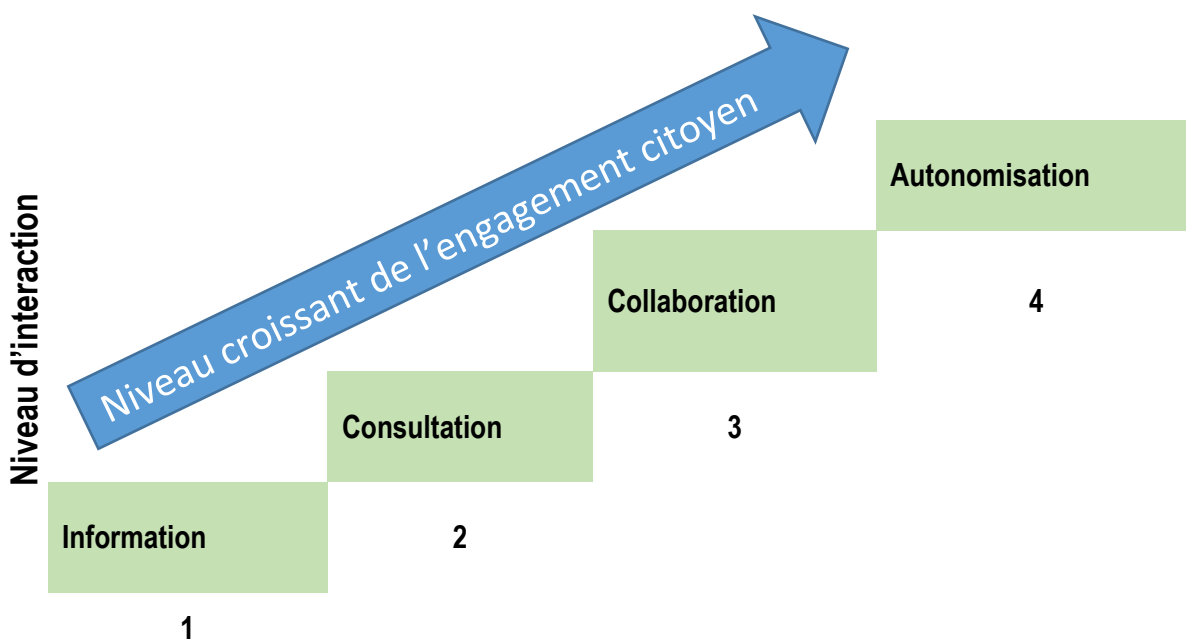 Niveau d’interaction
Niveau croissant de l’engagement citoyen
Autonomisation
Collaboration
4
Consultation
3
Information
2
1